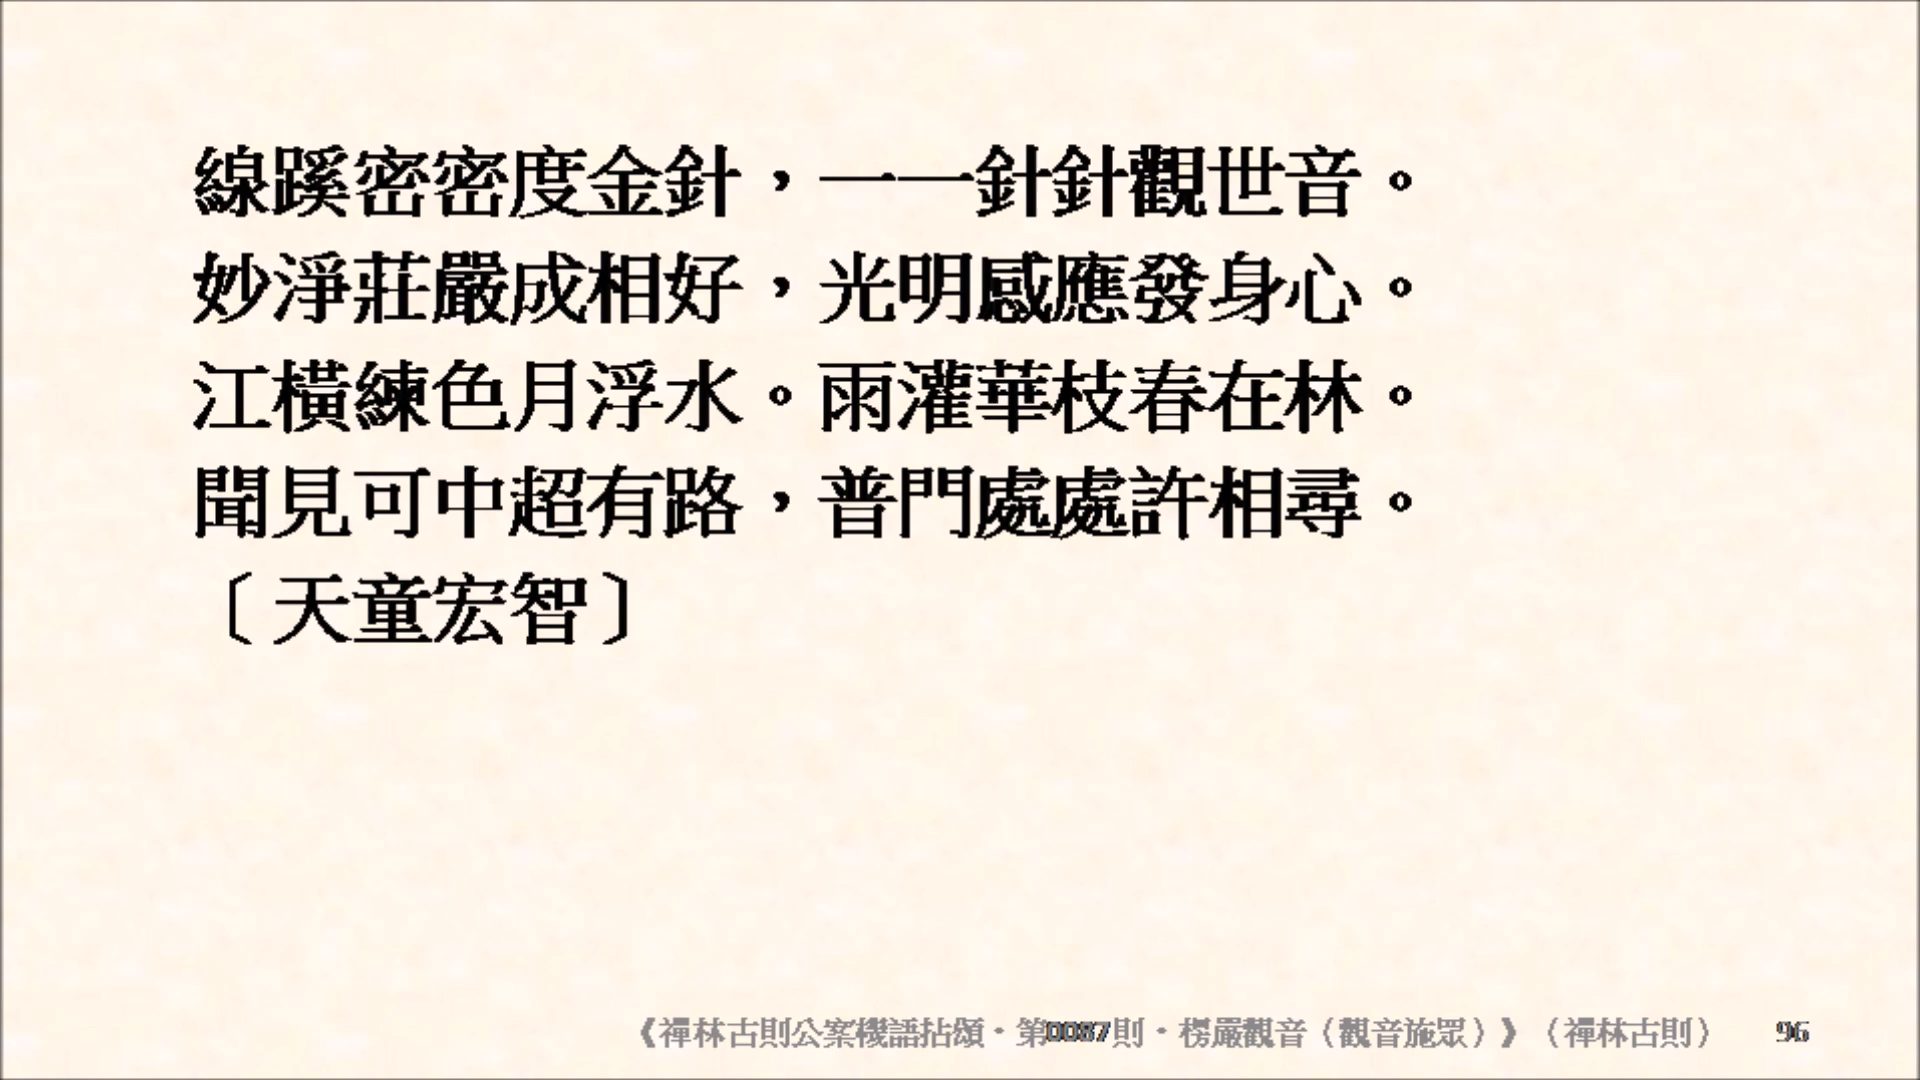 線蹊密密度金針，一一針針觀世音。
妙淨莊嚴成相好，光明感應發身心。
江橫練色月浮水。雨灌華枝春在林。
聞見可中超有路，普門處處許相尋。
〔天童宏智〕
《禪林古則公案機語拈頌‧第0087則‧楞嚴觀音（觀音施眾）》（禪林古則） 96